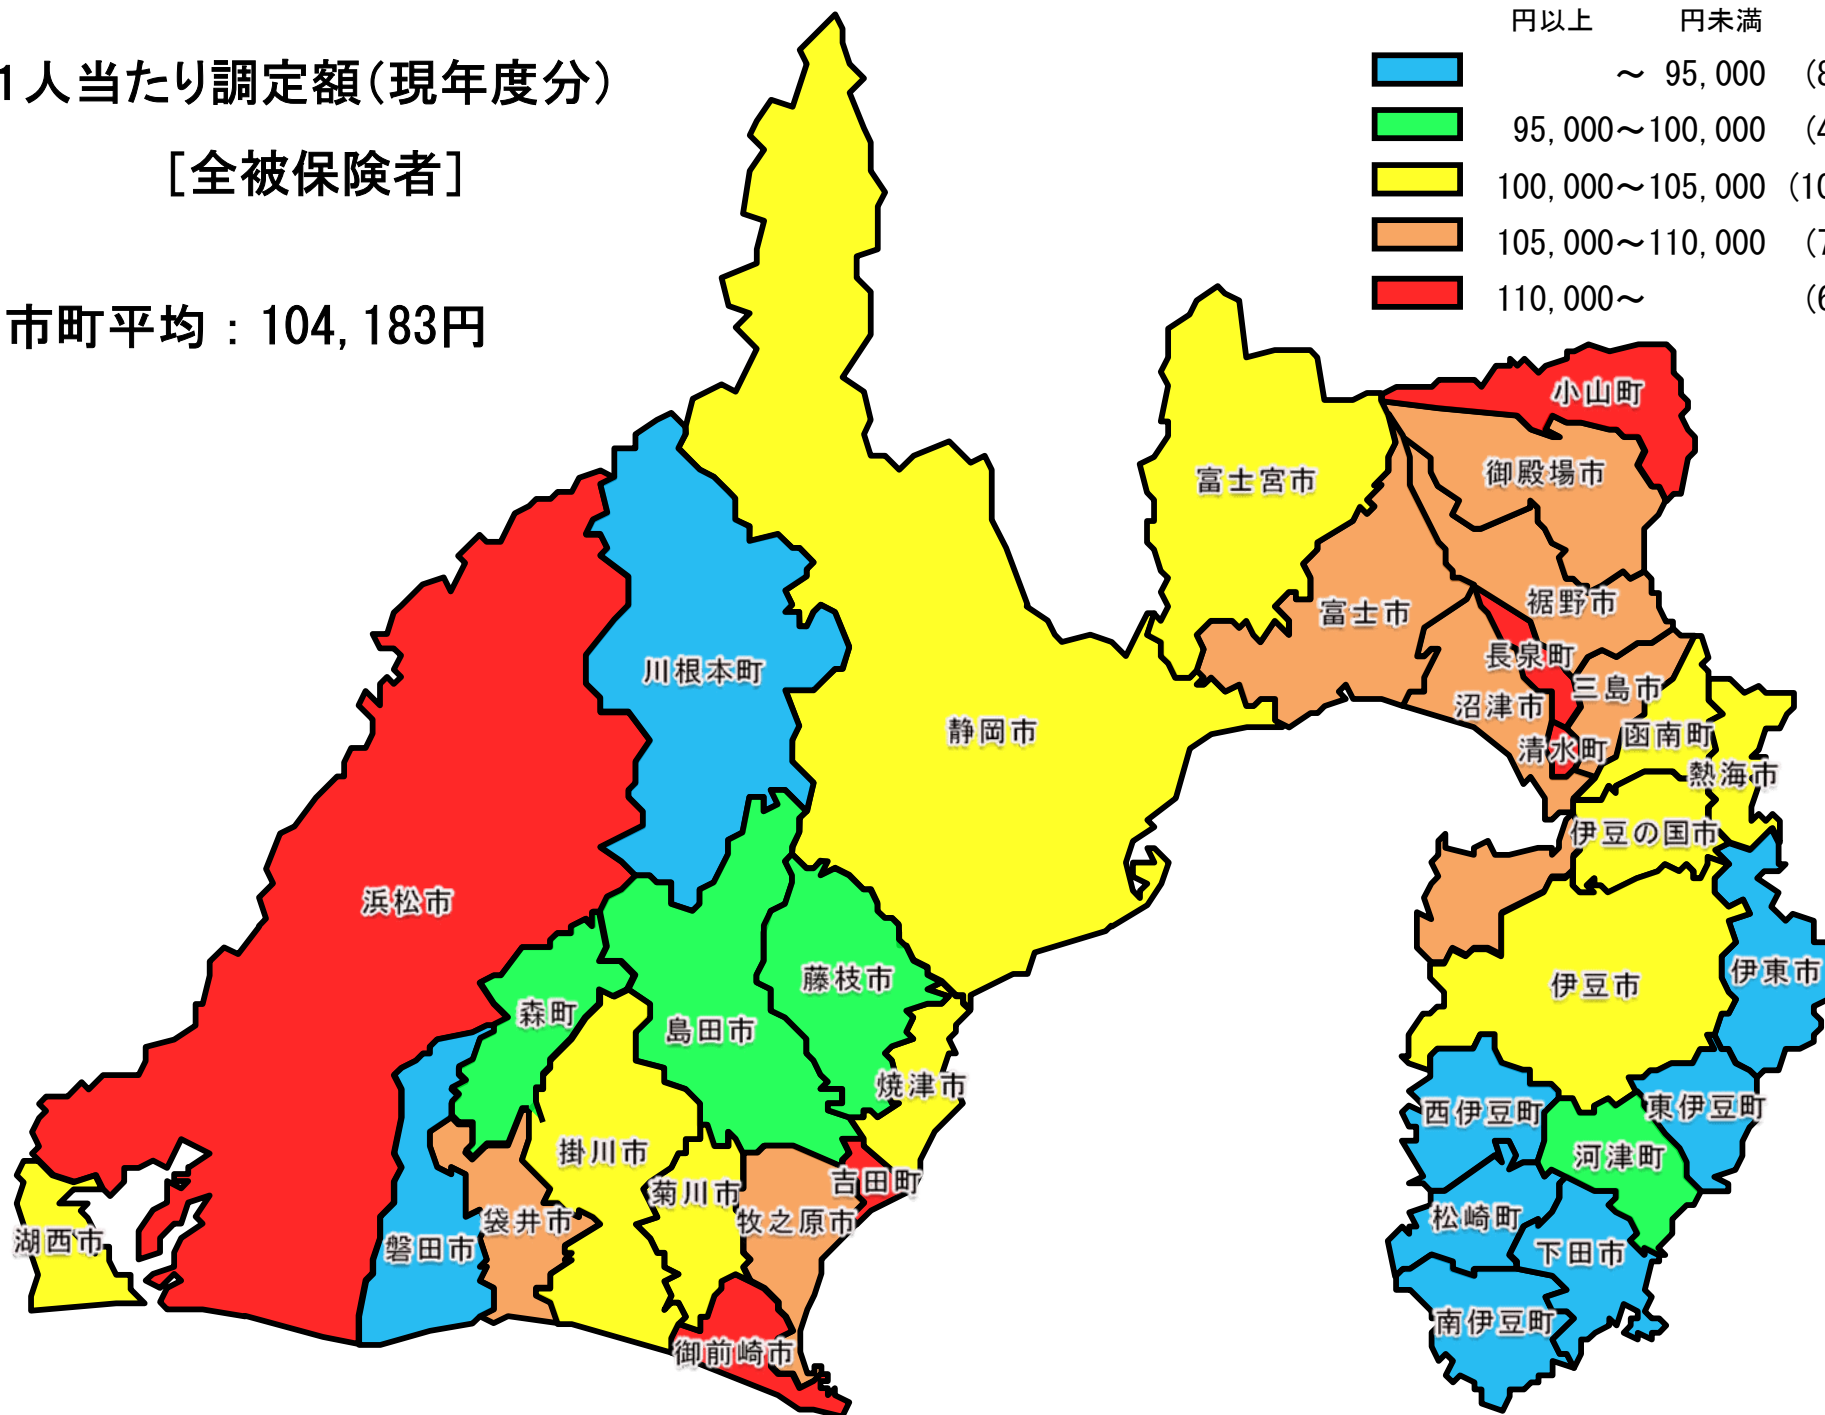 1人当たり調定額(現年度分)
[全被保険者]
市町平均：104,183円
円以上 円未満
～ 95,000 (8
95,000～100,000 (4
100,000～105,000 (10
105,000～110,000 (7
110,000～ (6
小山町
御殿場市
富士宮市
裾野市
富士市
長泉町
三島市
沼津市
清水町
函南町
熱海市
伊豆の国市
川根本町
静岡市
浜松市
伊東市
伊豆市
藤枝市
森町
島田市
焼津市
西伊豆町
東伊豆町
河津町
掛川市
吉田町
菊川市
牧之原市
袋井市
磐田市
湖西市
松崎町
下田市
南伊豆町
御前崎市